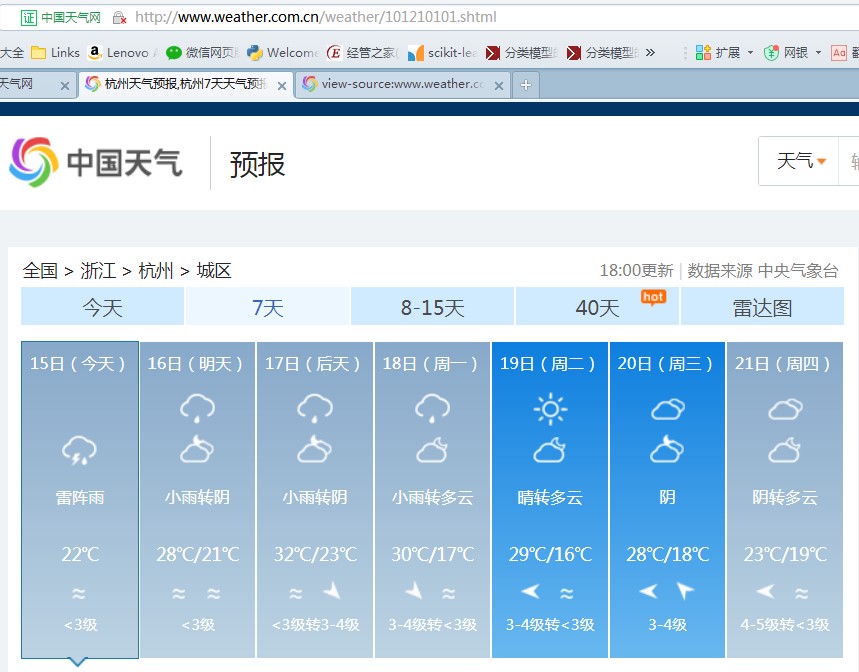 证 中国天气网 http://www.weather.com.cn/weather/101210101.shtml
大全 Links Lenovo 微信网页 Welcome 经管之家 scikit-lea 分类模型 分类模型 » 扩展 网银 Aa
天气网 杭州天气预报,杭州7天天气预报 view-source:www.weather.cc
中国天气 预报 天气
全国 > 浙江 > 杭州 > 城区 18:00更新 | 数据来源 中央气象台
今天 7天 8-15天 40天 hot 雷达图
15日（今天） 16日（明天） 17日（后天） 18日（周一） 19日（周二） 20日（周三） 21日（周四）
雷阵雨 小雨转阴 小雨转阴 小雨转多云 晴转多云 阴 阴转多云
22℃ 28℃/21℃ 32℃/23℃ 30℃/17℃ 29℃/16℃ 28℃/18℃ 23℃/19℃
<3级 <3级 <3级转3-4级 3-4级转<3级 3-4级转<3级 3-4级 4-5级转<3级